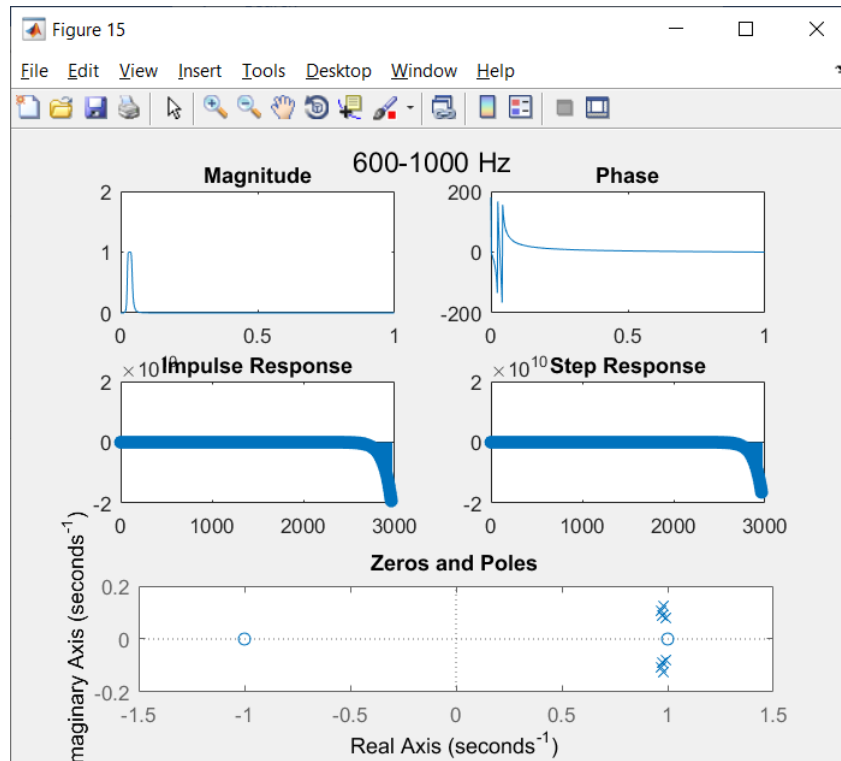 Figure 15
File Edit View Insert Tools Desktop Window Help
600-1000 Hz
Magnitude
2
1
0
0 0.5 1
Phase
200
0
-200
0 0.5 1
×10
Impulse Response
2
0
-2
0 1000 2000 3000
×10^10 Step Response
2
0
-2
0 1000 2000 3000
Zeros and Poles
maginary Axis (seconds^-1)
0.2
0
-0.2
-1.5 -1 -0.5 0 0.5 1 1.5
Real Axis (seconds^-1)